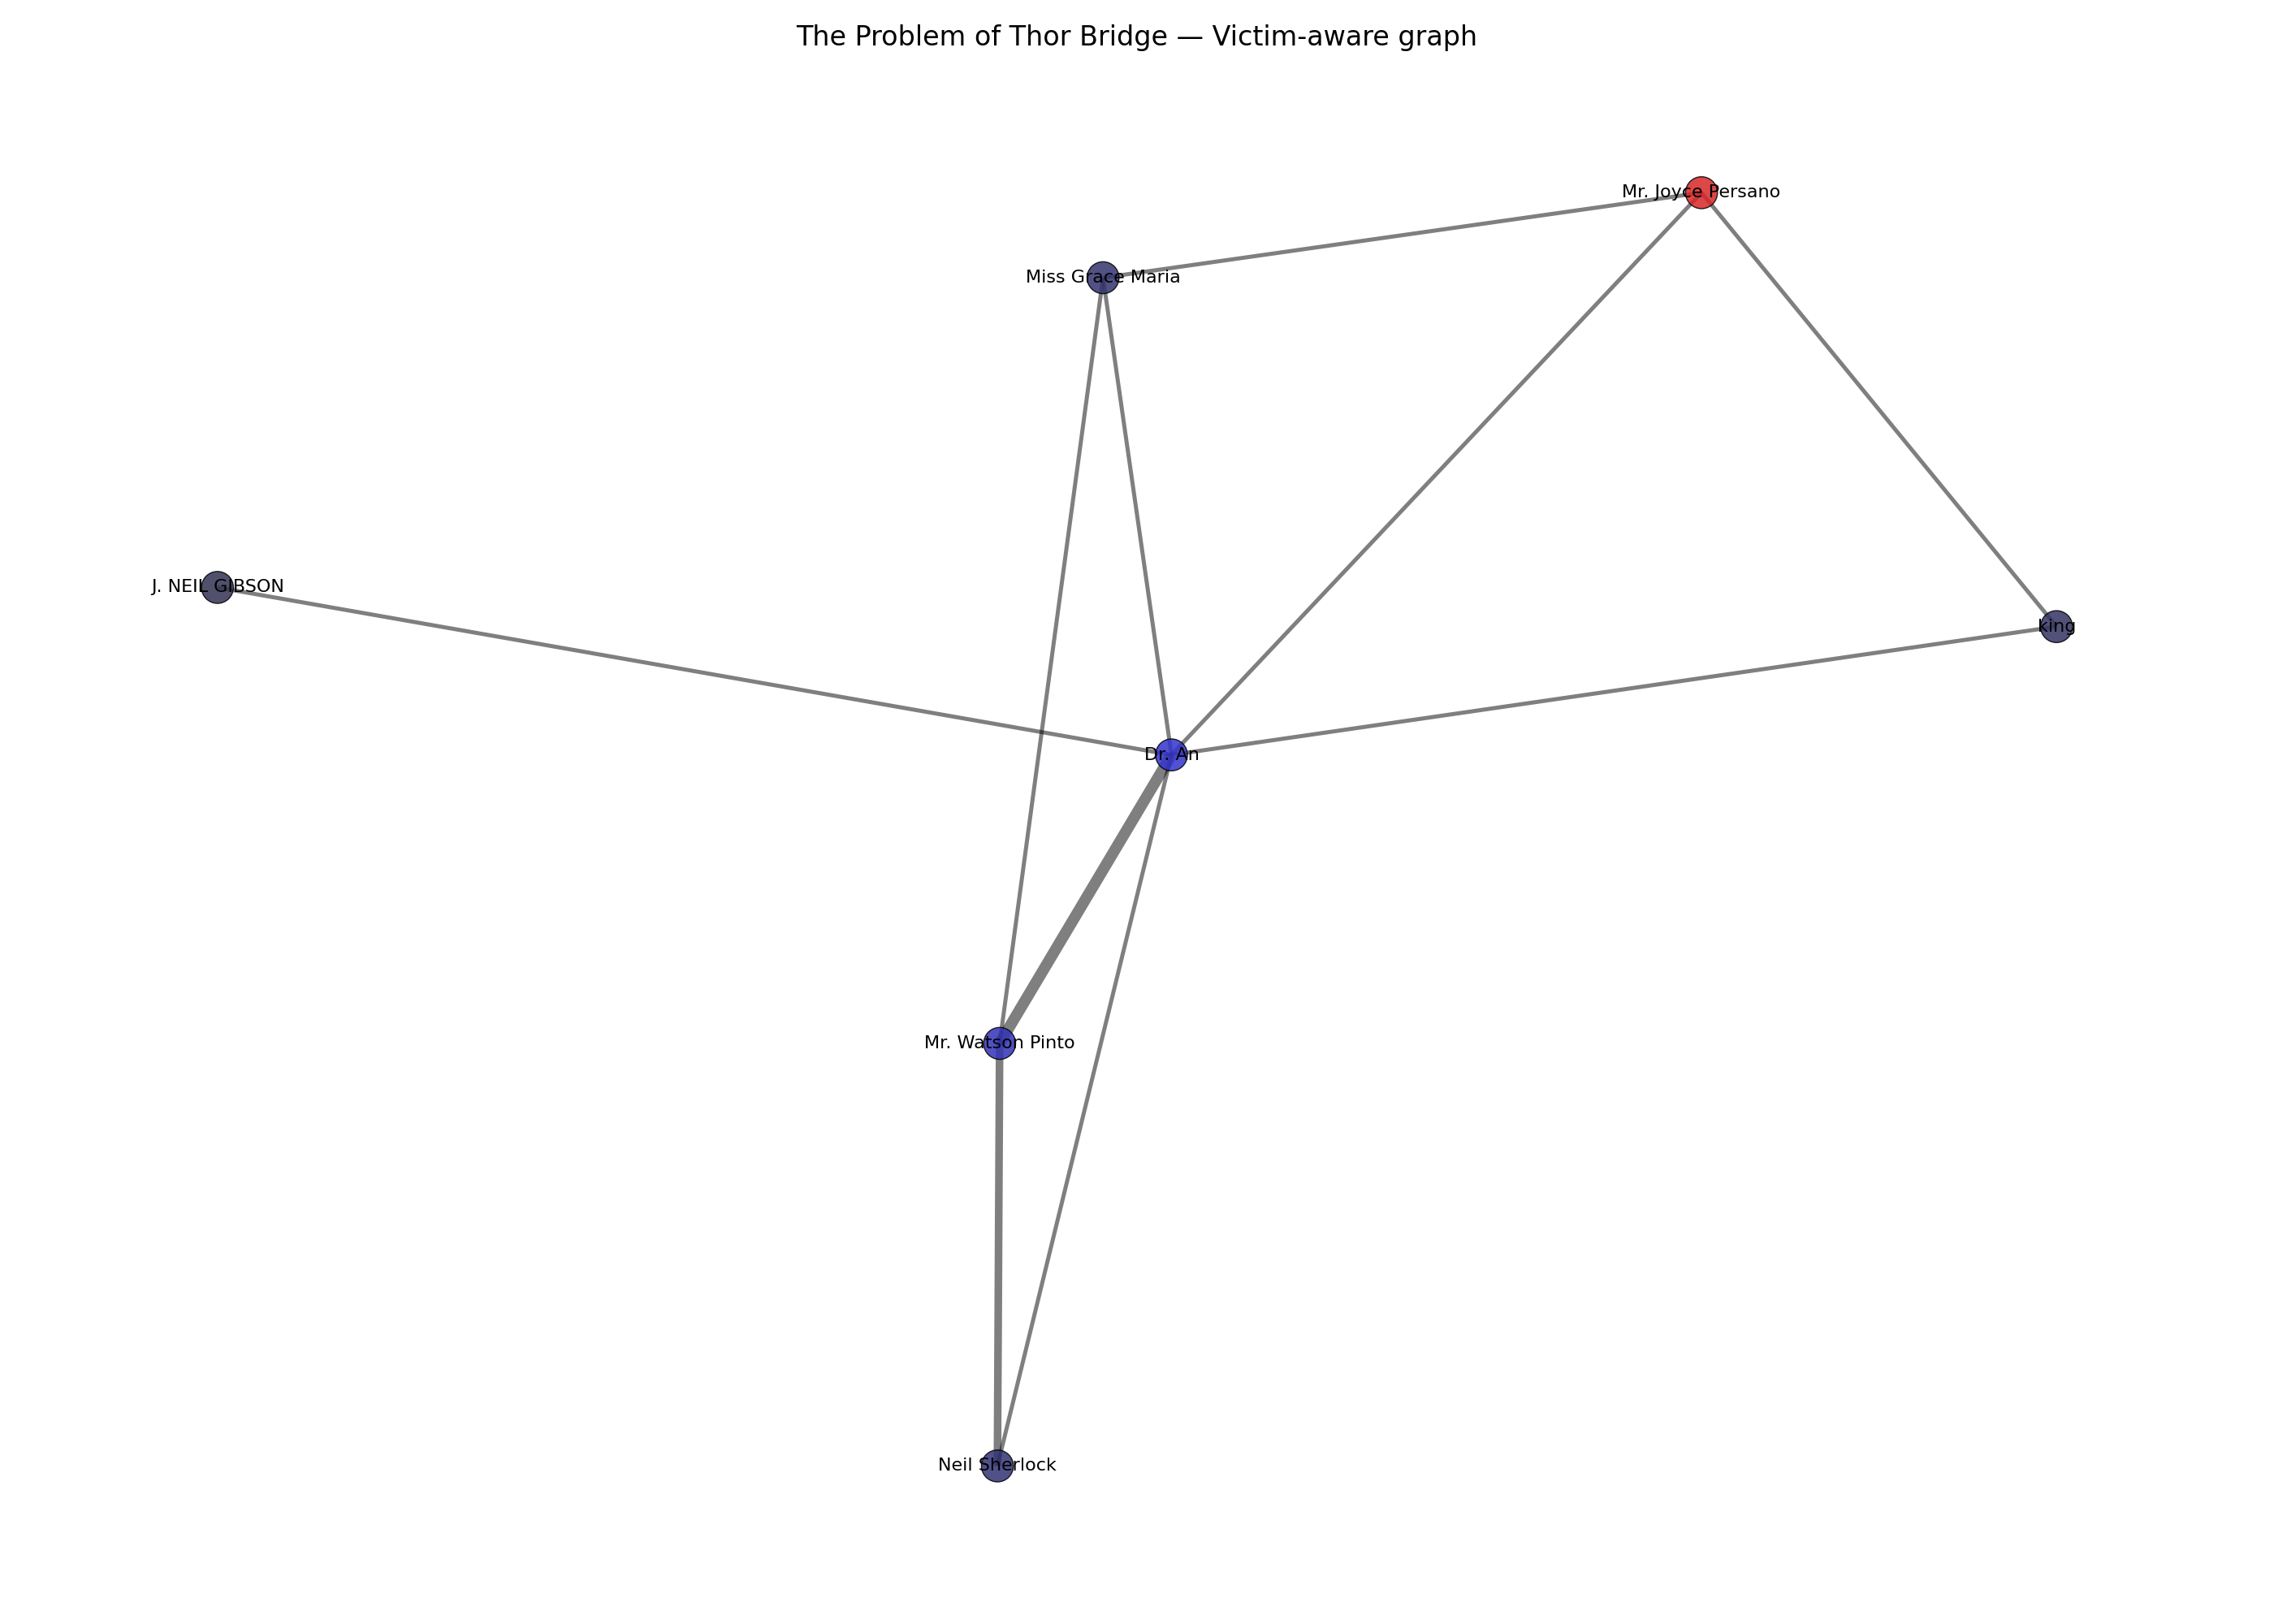 The Problem of Thor Bridge — Victim-aware graph
Mr. Joyce Persano
Miss Grace Maria
J. NEIL GIBSON
king
Dr. An
Mr. Watson Pinto
Neil Sherlock